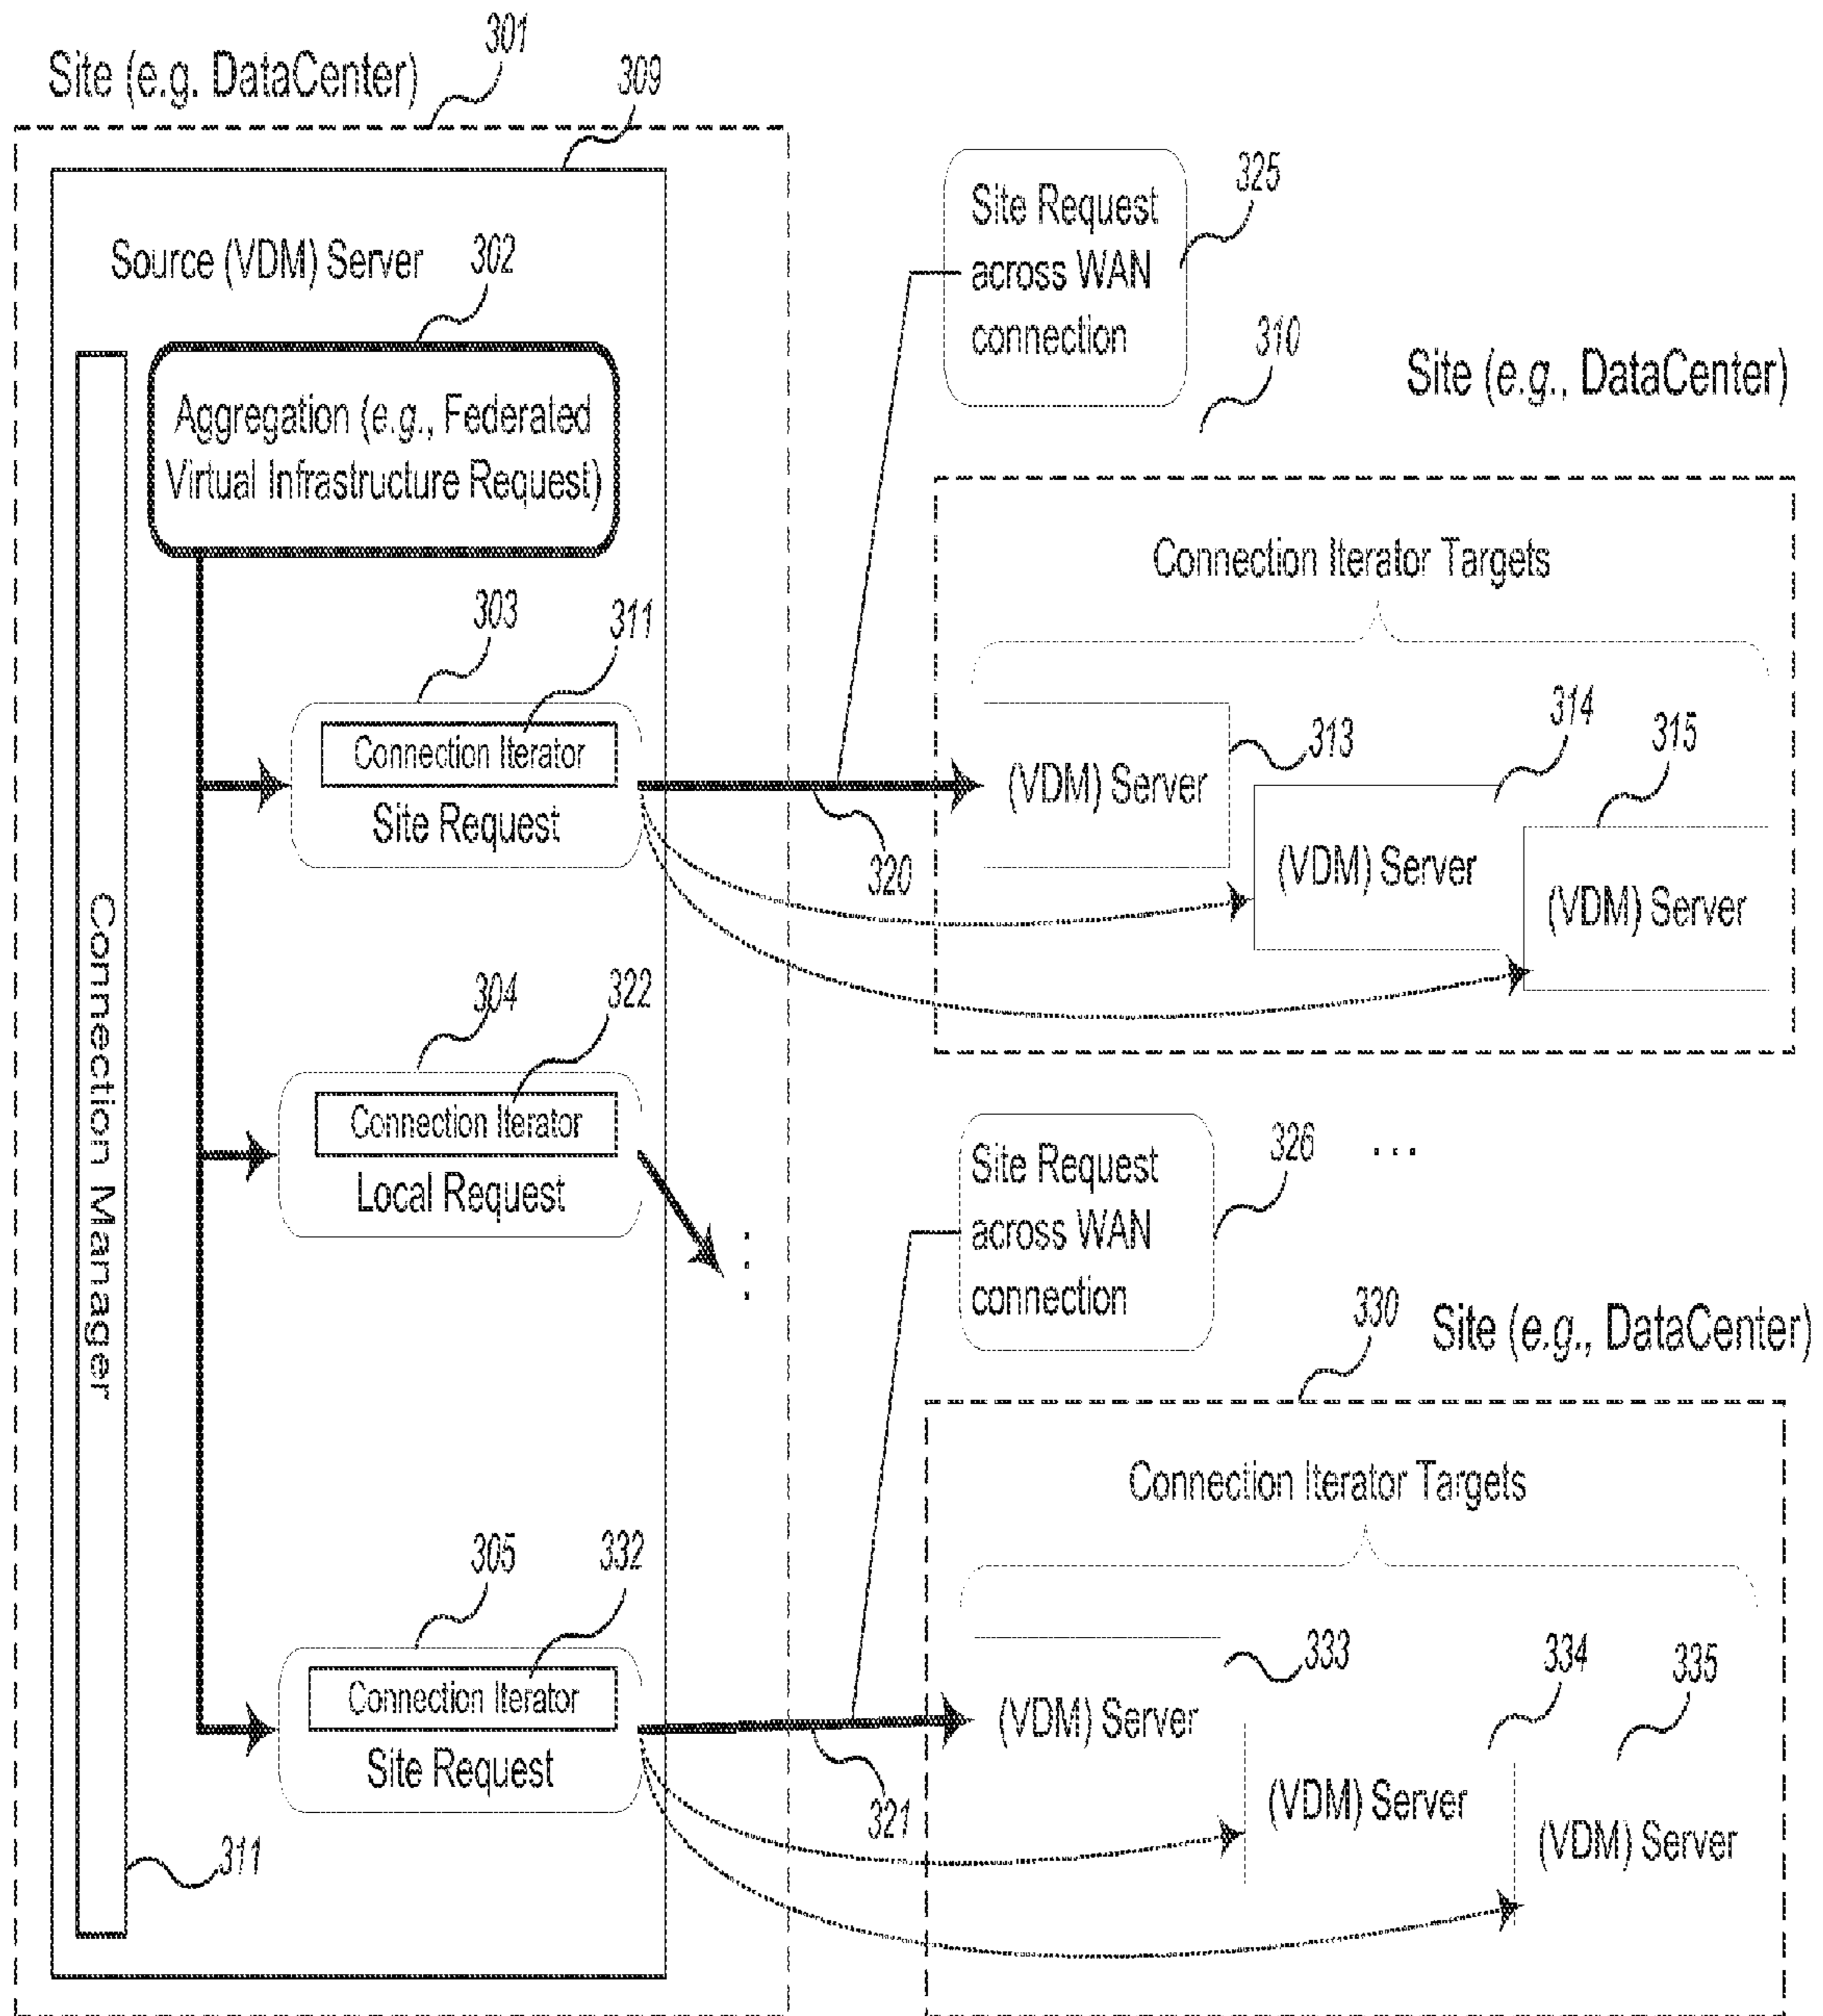 301
Site (e.g. DataCenter)
309
Source (VDM) Server
302
Aggregation (e.g., Federated
Virtual Infrastructure Request)
Connection Manager
311
303
311
Connection Iterator
Site Request
304
322
Connection Iterator
Local Request
305
332
Connection Iterator
Site Request
Site Request
across WAN
connection
325
310
Site (e.g., DataCenter)
Connection Iterator Targets
(VDM) Server
313
(VDM) Server
314
(VDM) Server
315
320
Site Request
across WAN
connection
326
...
330
Site (e.g., DataCenter)
Connection Iterator Targets
(VDM) Server
333
(VDM) Server
334
(VDM) Server
335
321